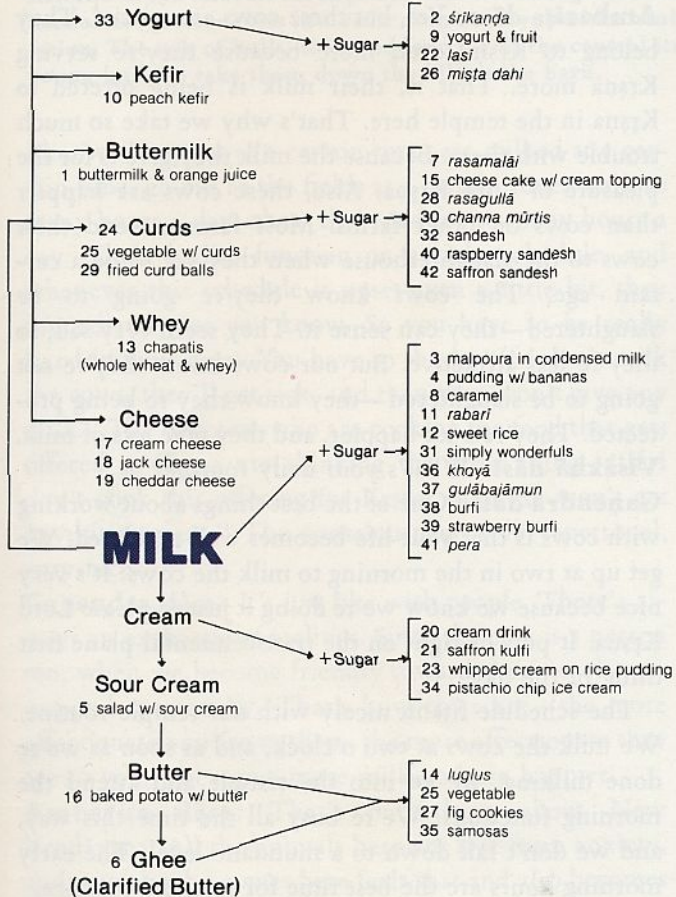 33 Yogurt
+ Sugar
2 śrīkaṇḍa
9 yogurt & fruit
22 lasi
26 miṣṭa dahi
Kefir
10 peach kefir
Buttermilk
1 buttermilk & orange juice
24 Curds
25 vegetable w/ curds
29 fried curd balls
+ Sugar
7 rasamalāi
15 cheese cake w/ cream topping
28 rasagullā
30 channa mūrtis
32 sandesh
40 raspberry sandesh
42 saffron sandesh
Whey
13 chapatis
(whole wheat & whey)
Cheese
17 colby cheese
18 jack cheese
19 cheddar cheese
+ Sugar
3 malpoura in condensed milk
4 pudding w/ bananas
8 caramel
11 rabari
12 sweet rice
31 simply wonderfuls
36 khoyā
37 gulābajāmun
38 burfi
39 strawberry burfi
41 pera
MILK
Cream
+ Sugar
20 cream drink
21 saffron kulfi
23 whipped cream on rice pudding
34 pistachio chip ice cream
Sour Cream
5 salad w/ sour cream
Butter
16 baked potato w/ butter
14 luglus
25 vegetable
27 fig cookies
35 samosas
6 Ghee
(Clarified Butter)